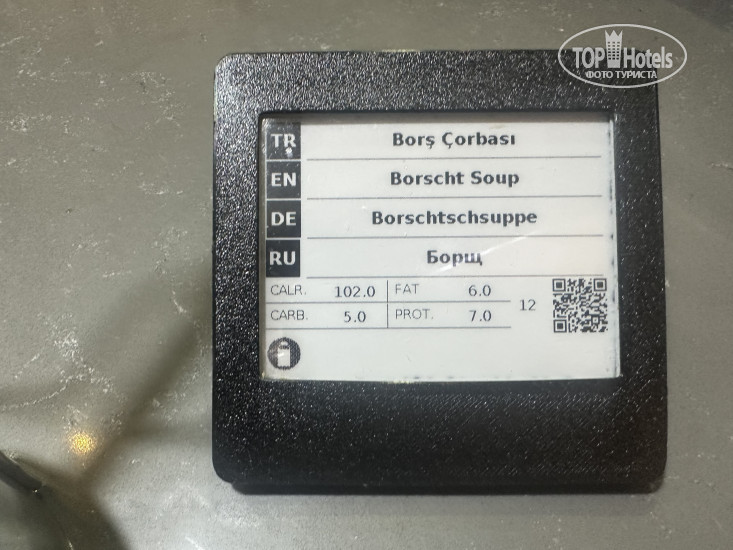 TOP Hotels
ФОТО ТУРИСТА
TR Borş Çorbası
EN Borscht Soup
DE Borschtschsuppe
RU Борщ
CALR. 102.0 FAT 6.0
CARB. 5.0 PROT. 7.0 12